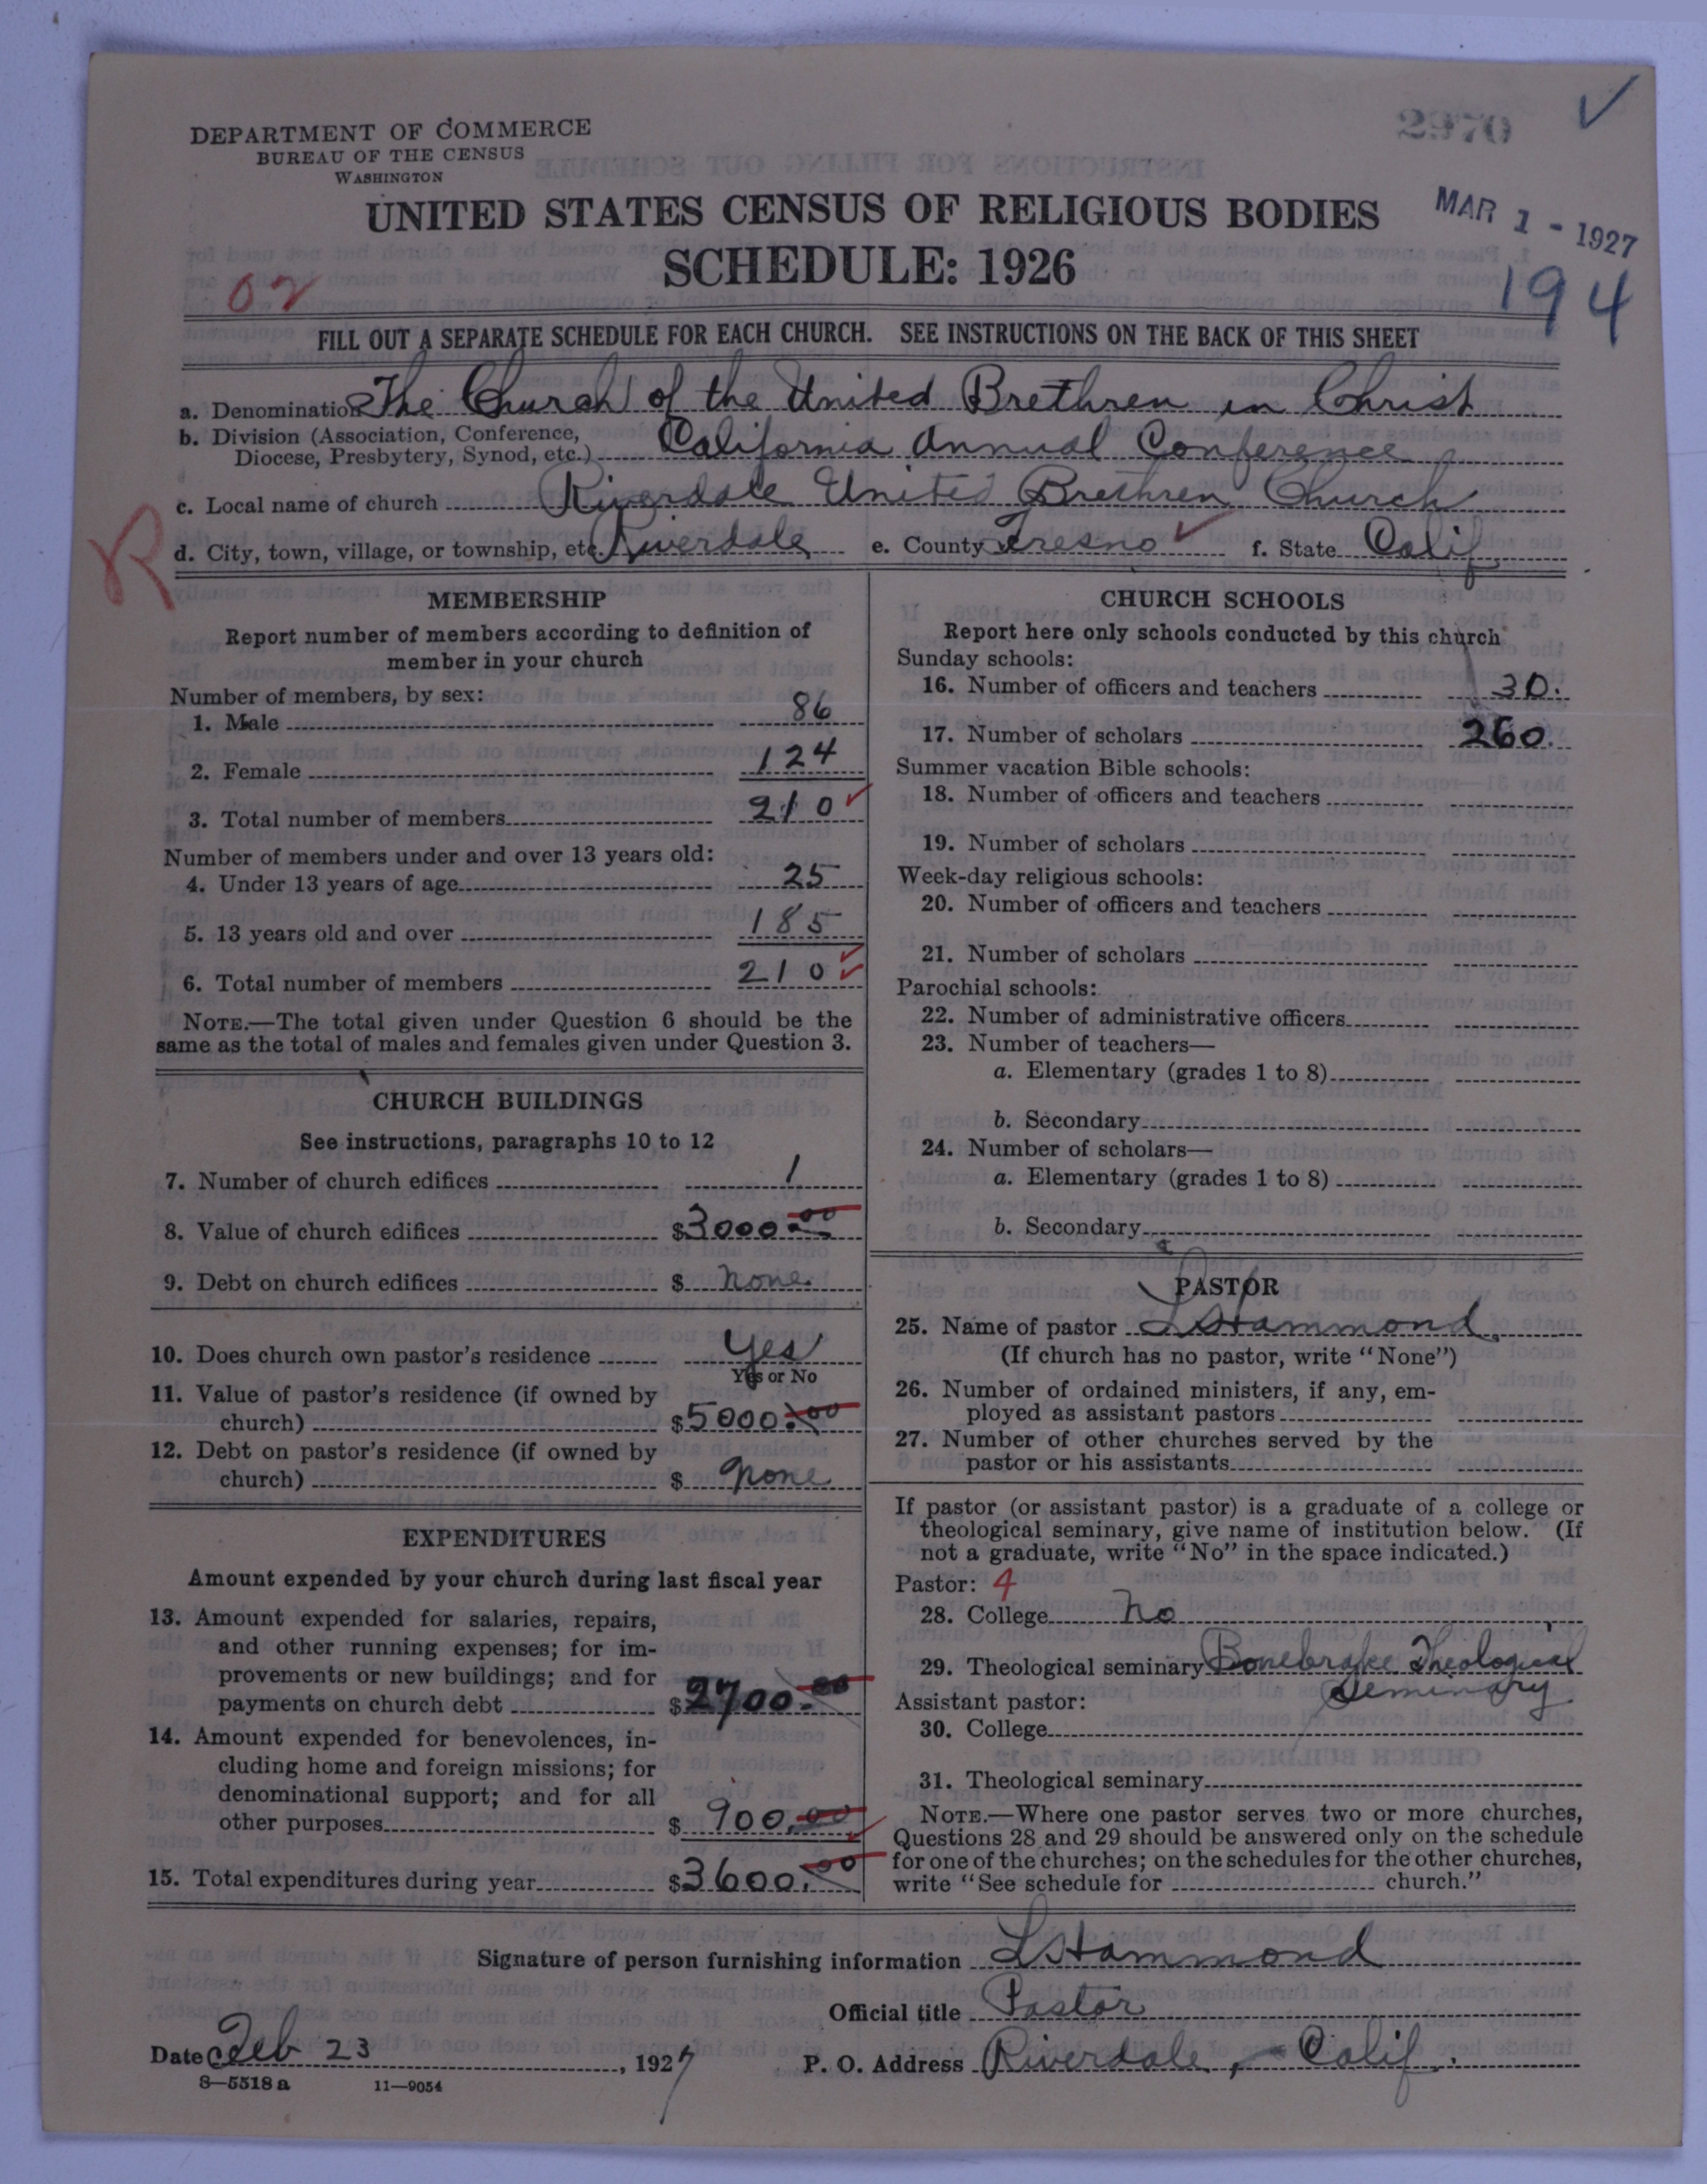 2970
DEPARTMENT OF COMMERCE
BUREAU OF THE CENSUS
WASHINGTON
UNITED STATES CENSUS OF RELIGIOUS BODIES
SCHEDULE: 1926
MAR 1 - 1927
194
FILL OUT A SEPARATE SCHEDULE FOR EACH CHURCH. SEE INSTRUCTIONS ON THE BACK OF THIS SHEET
a. Denomination The Church of the United Brethren in Christ
b. Division (Association, Conference,
Diocese, Presbytery, Synod, etc.) California Annual Conference
c. Local name of church Riverdale United Brethren Church
R
d. City, town, village, or township, etc. Riverdale e. County Fresno f. State Calif.
MEMBERSHIP
Report number of members according to definition of
member in your church
Number of members, by sex:
1. Male 86
2. Female 124
3. Total number of members 210
Number of members under and over 13 years old:
4. Under 13 years of age 25
5. 13 years old and over 185
6. Total number of members 210
NOTE.—The total given under Question 6 should be the
same as the total of males and females given under Question 3.
CHURCH BUILDINGS
See instructions, paragraphs 10 to 12
7. Number of church edifices 1
8. Value of church edifices $3000.00
9. Debt on church edifices $ none.
10. Does church own pastor's residence Yes
Yes or No
11. Value of pastor's residence (if owned by
church) $5000.00
12. Debt on pastor's residence (if owned by
church) $ none
EXPENDITURES
Amount expended by your church during last fiscal year
13. Amount expended for salaries, repairs,
and other running expenses; for im-
provements or new buildings; and for
payments on church debt $2700.00
14. Amount expended for benevolences, in-
cluding home and foreign missions; for
denominational support; and for all
other purposes $ 900.00
15. Total expenditures during year $3600.00
CHURCH SCHOOLS
Report here only schools conducted by this church
Sunday schools:
16. Number of officers and teachers 30.
17. Number of scholars 260.
Summer vacation Bible schools:
18. Number of officers and teachers
19. Number of scholars
Week-day religious schools:
20. Number of officers and teachers
21. Number of scholars
Parochial schools:
22. Number of administrative officers
23. Number of teachers—
a. Elementary (grades 1 to 8)
b. Secondary
24. Number of scholars—
a. Elementary (grades 1 to 8)
b. Secondary
PASTOR
25. Name of pastor L S Hammond
(If church has no pastor, write "None")
26. Number of ordained ministers, if any, em-
ployed as assistant pastors
27. Number of other churches served by the
pastor or his assistants
If pastor (or assistant pastor) is a graduate of a college or
theological seminary, give name of institution below. (If
not a graduate, write "No" in the space indicated.)
Pastor: 4
28. College no
29. Theological seminary Bonebrake Theological
Seminary
Assistant pastor:
30. College
31. Theological seminary
NOTE.—Where one pastor serves two or more churches,
Questions 28 and 29 should be answered only on the schedule
for one of the churches; on the schedules for the other churches,
write "See schedule for church."
Signature of person furnishing information L S Hammond
Official title Pastor
Date Feb 23, 1927 P. O. Address Riverdale, Calif.
8—5518a 11—9054